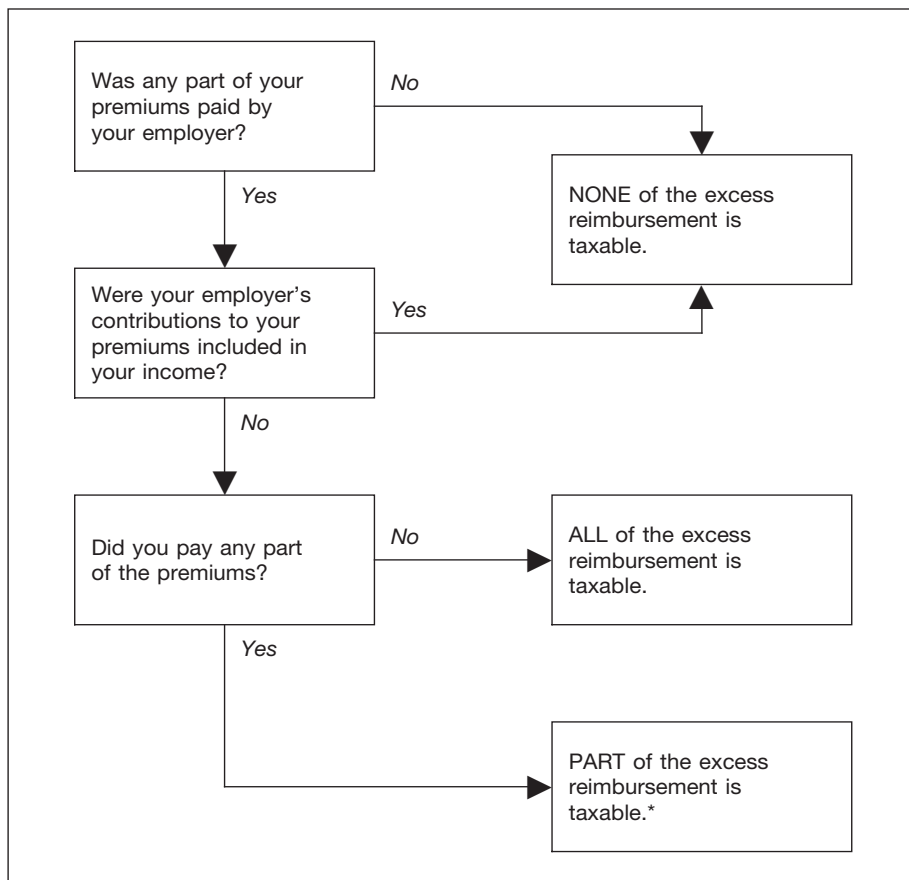 Was any part of your
premiums paid by
your employer?
No
NONE of the excess
reimbursement is
taxable.
Yes
Were your employer’s
contributions to your
premiums included in
your income?
Yes
No
Did you pay any part
of the premiums?
No
ALL of the excess
reimbursement is
taxable.
Yes
PART of the excess
reimbursement is
taxable.*